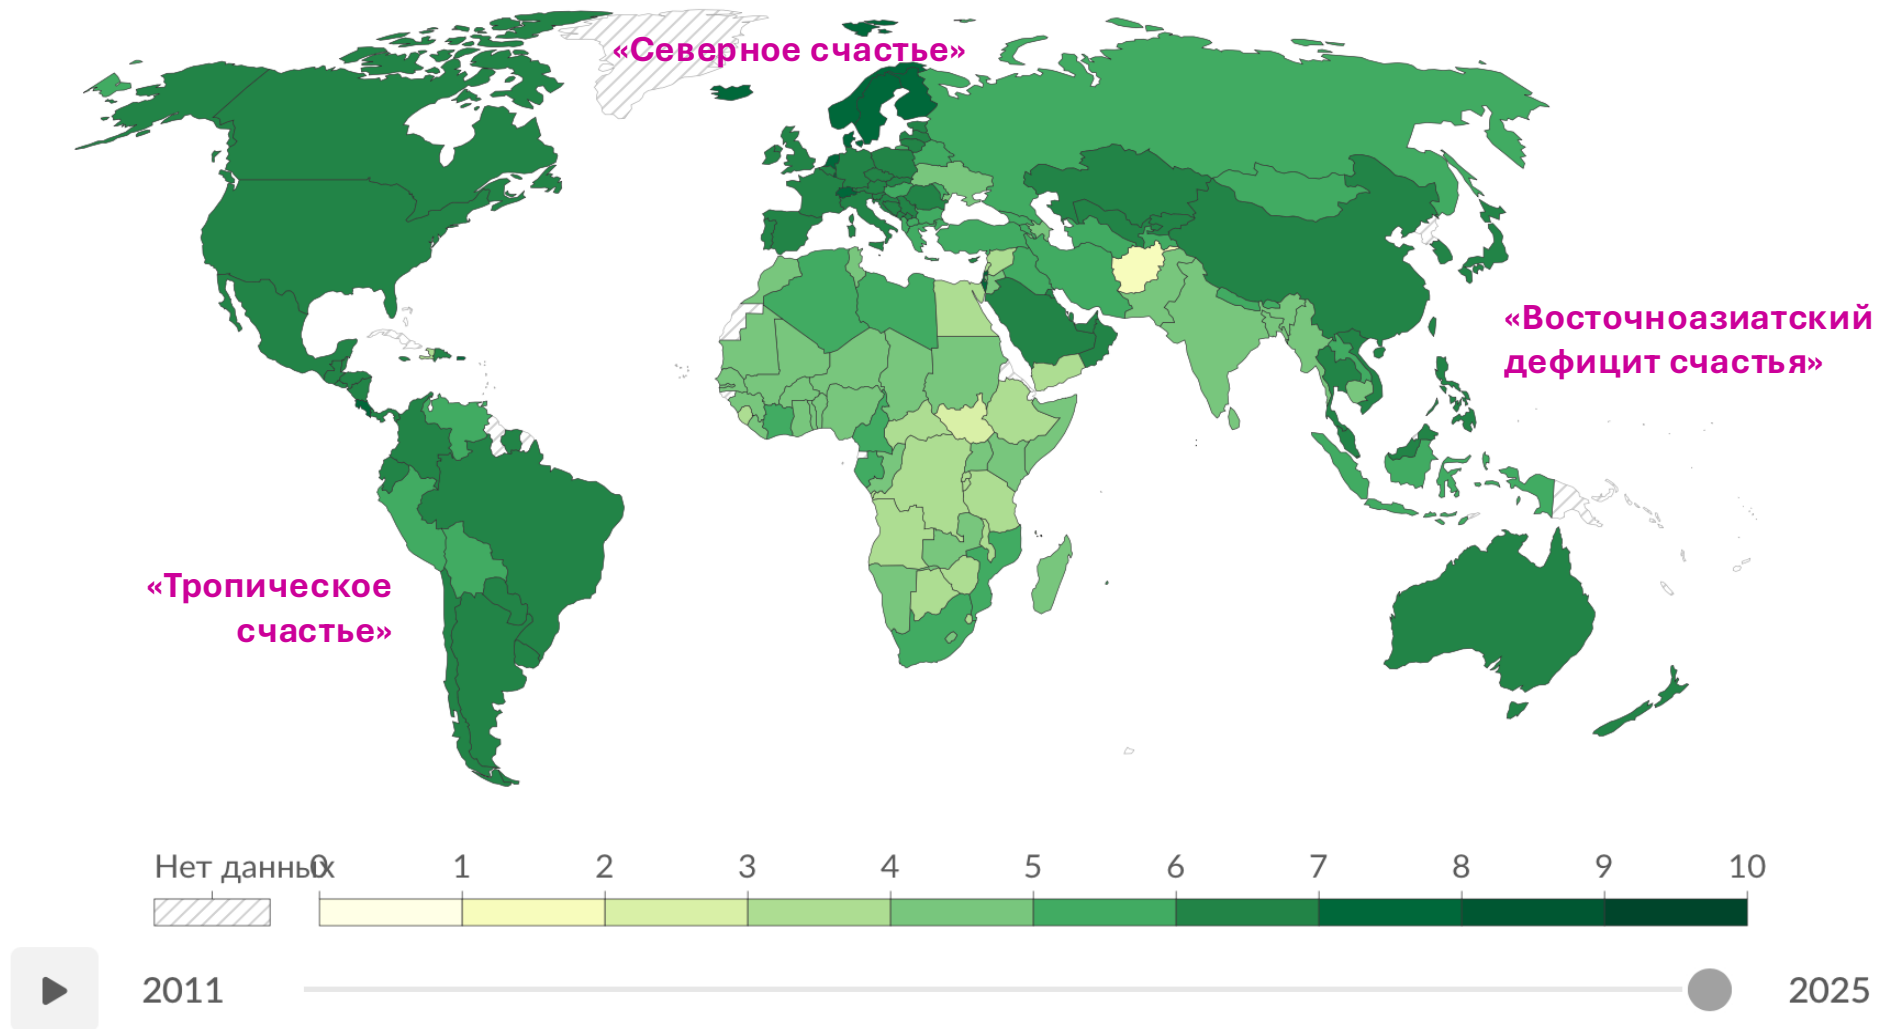 «Северное счастье»
«Восточноазиатский
дефицит счастья»
«Тропическое
счастье»
Нет данных 0 1 2 3 4 5 6 7 8 9 10
2011 2025